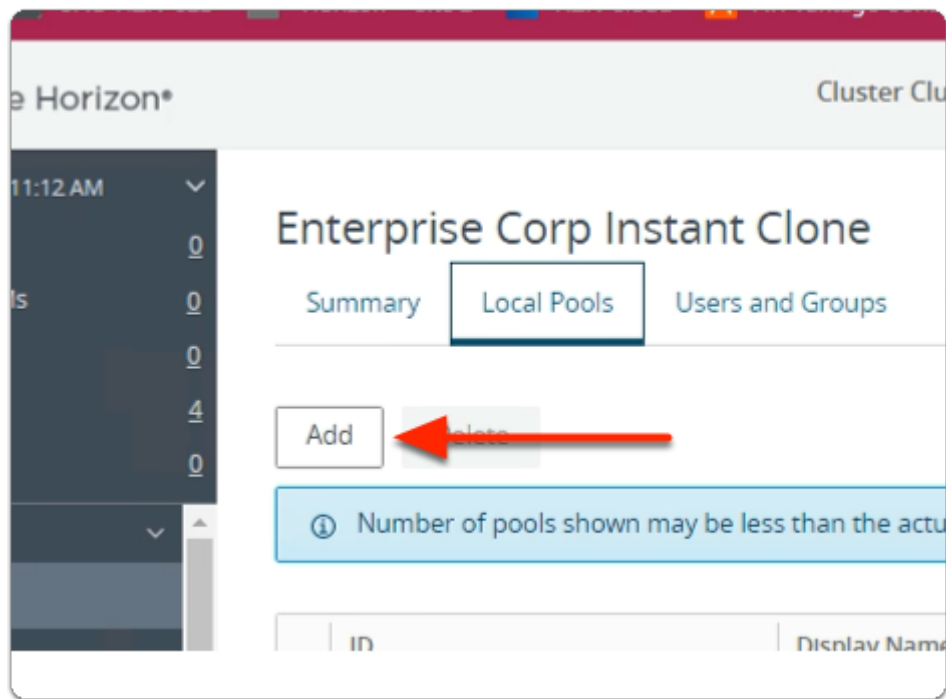 e Horizon®
Cluster Clu
11:12 AM
0
ls
0
0
4
0
Enterprise Corp Instant Clone
Summary
Local Pools
Users and Groups
Add
Delete
Number of pools shown may be less than the actu
ID
Display Name